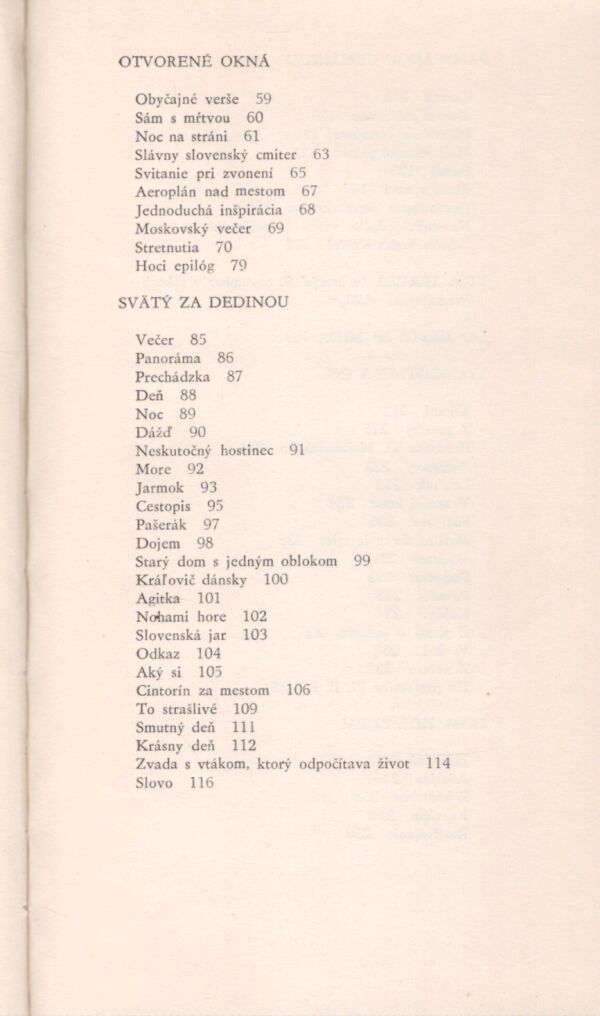 OTVORENÉ OKNÁ
Obyčajné verše 59
Sám s mŕtvou 60
Noc na stráni 61
Slávny slovenský cmiter 63
Svitanie pri zvonení 65
Aeroplán nad mestom 67
Jednoduchá inšpirácia 68
Moskovský večer 69
Stretnutia 70
Hoci epilóg 79
SVÄTÝ ZA DEDINOU
Večer 85
Panoráma 86
Prechádzka 87
Deň 88
Noc 89
Dážď 90
Neskutočný hostinec 91
More 92
Jarmok 93
Cestopis 95
Pašerák 97
Dojem 98
Starý dom s jedným oblokom 99
Kráľovič dánsky 100
Agitka 101
Nohami hore 102
Slovenská jar 103
Odkaz 104
Aký si 105
Cintorín za mestom 106
To strašlivé 109
Smutný deň 111
Krásny deň 112
Zvada s vtákom, ktorý odpočítava život 114
Slovo 116